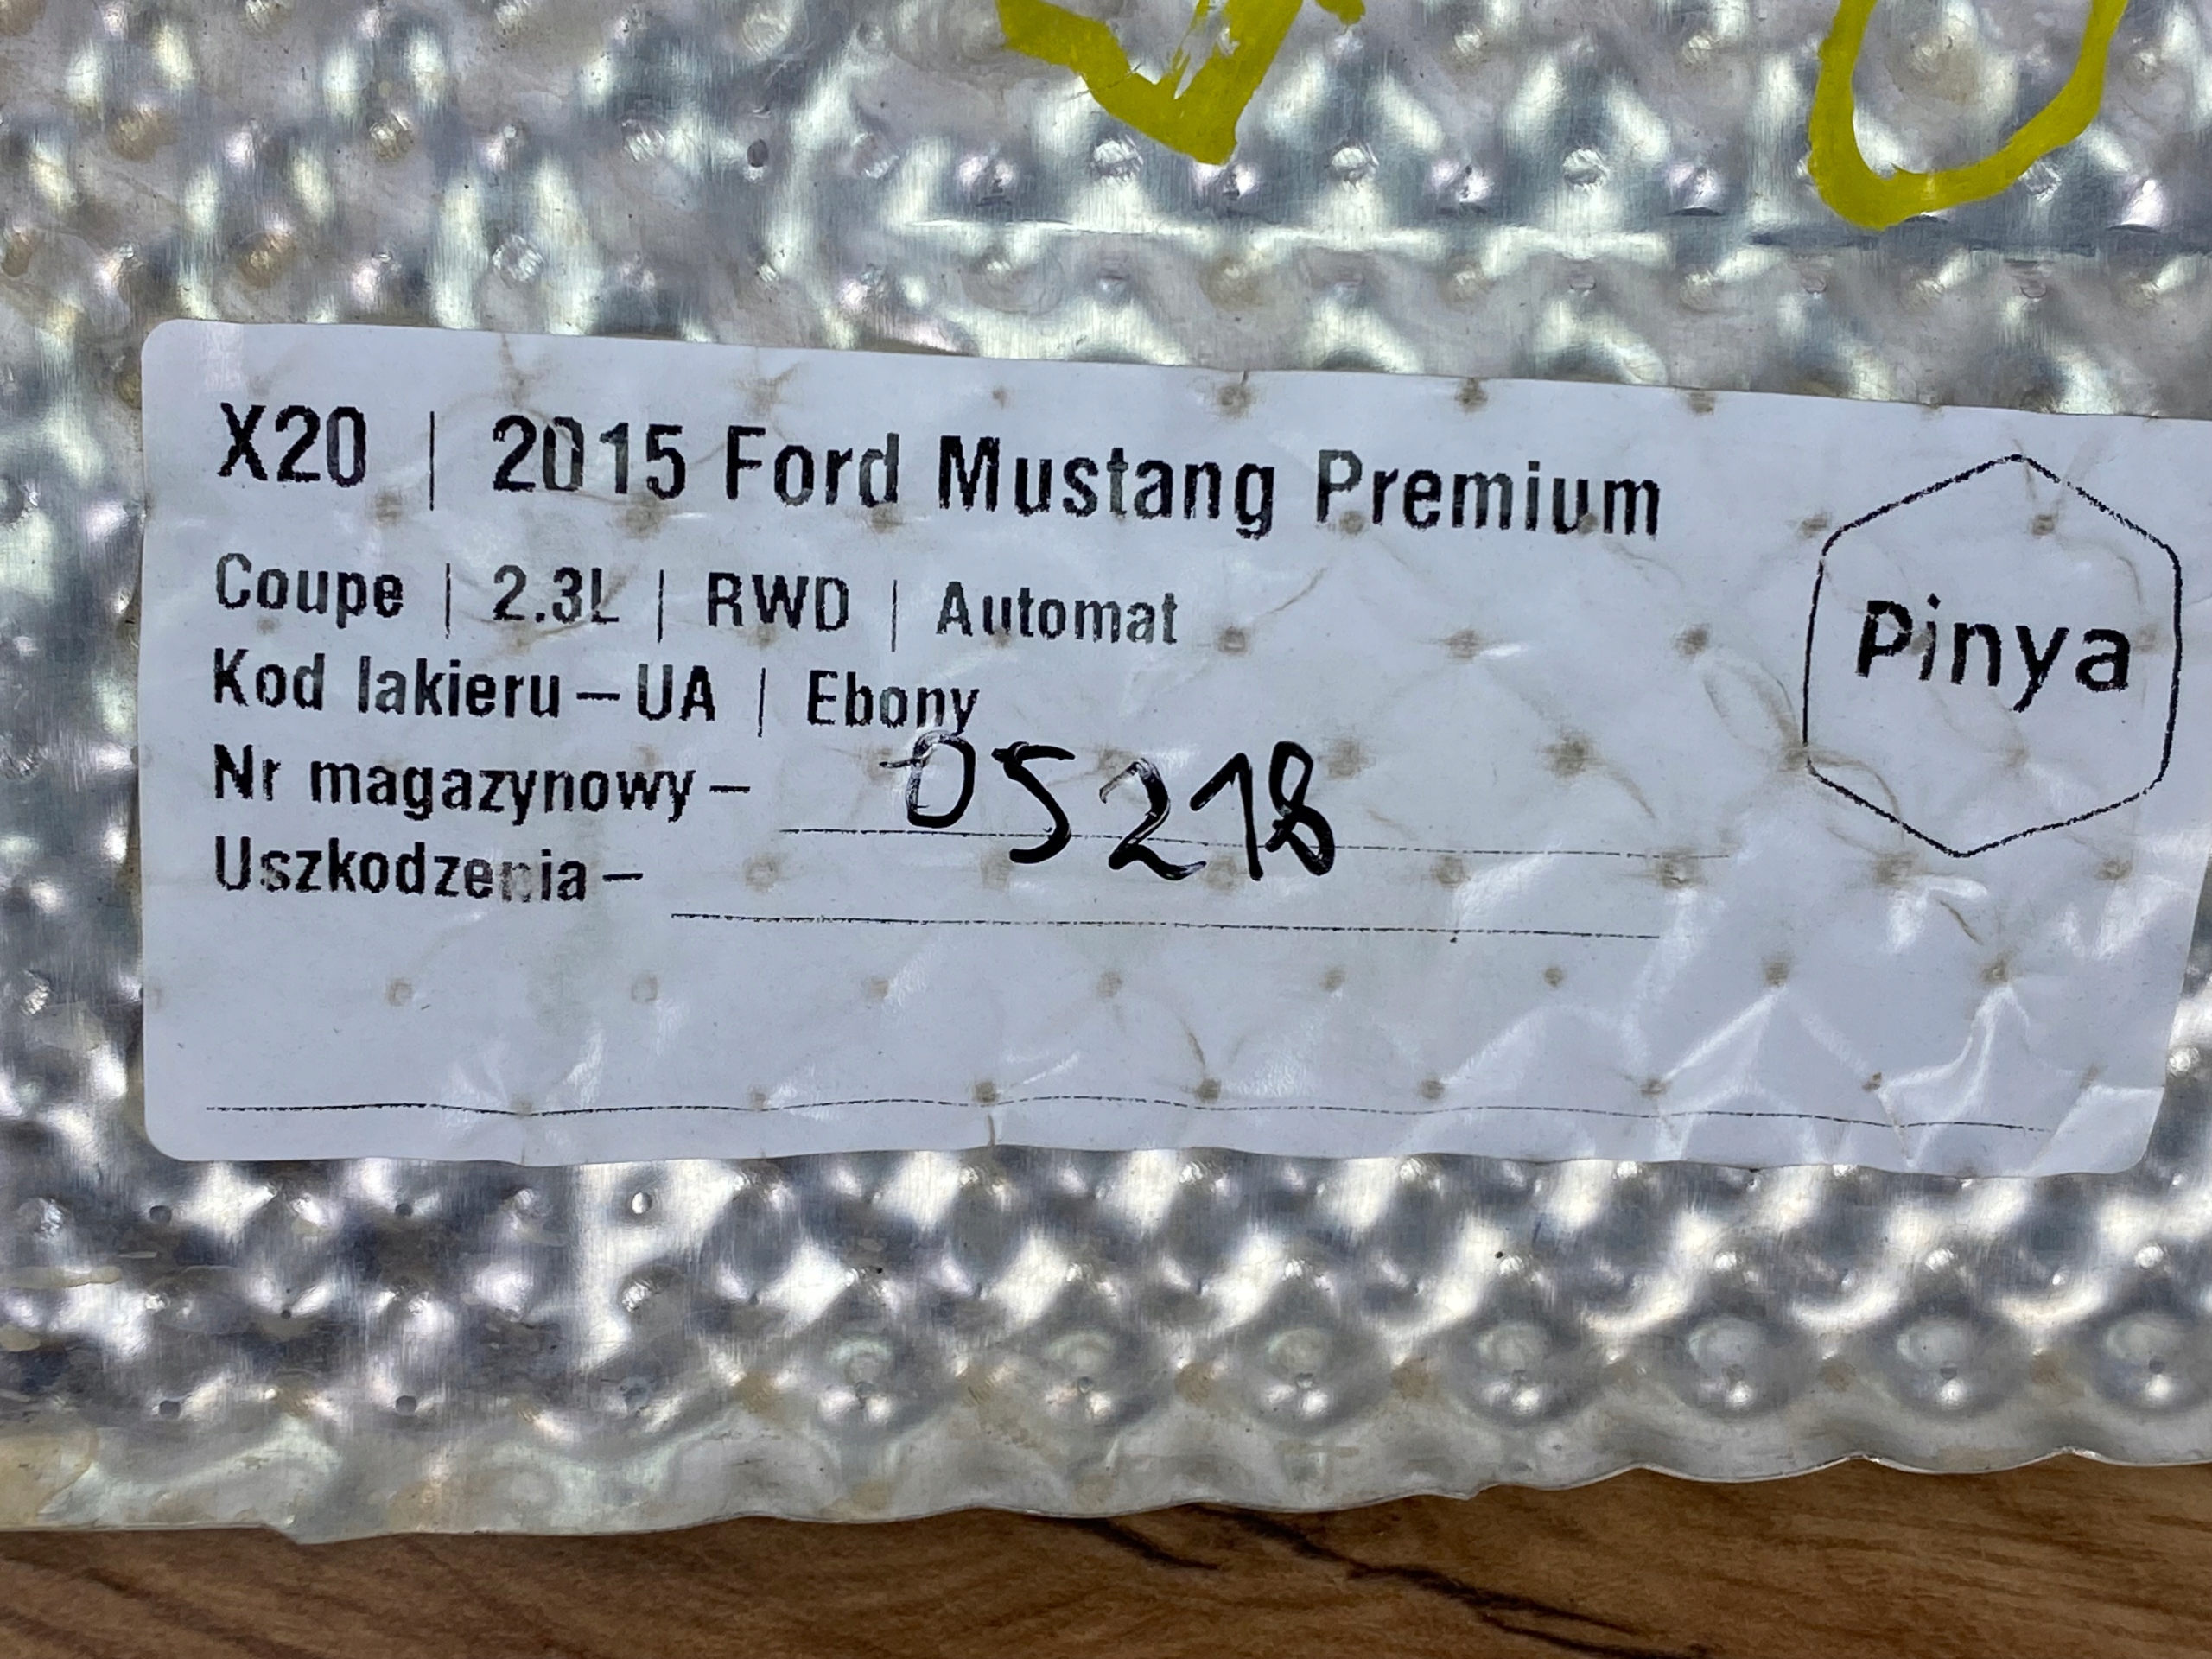 X20 | 2015 Ford Mustang Premium
Coupe | 2.3L | RWD | Automat
Kod lakieru – UA | Ebony
Nr magazynowy – 05218
Uszkodzenia –
Pinya